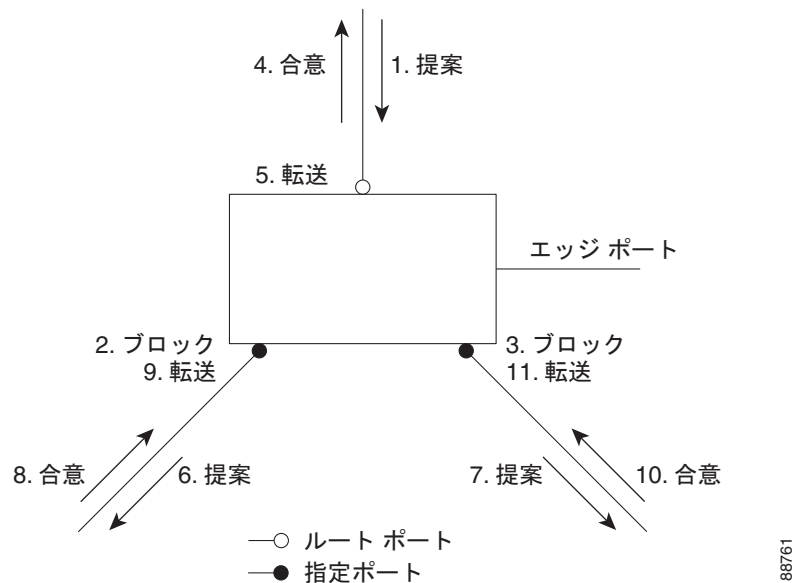 4. 合意
1. 提案
5. 転送
エッジ ポート
2. ブロック
9. 転送
3. ブロック
11. 転送
8. 合意
6. 提案
7. 提案
10. 合意
ルート ポート
指定ポート
88761